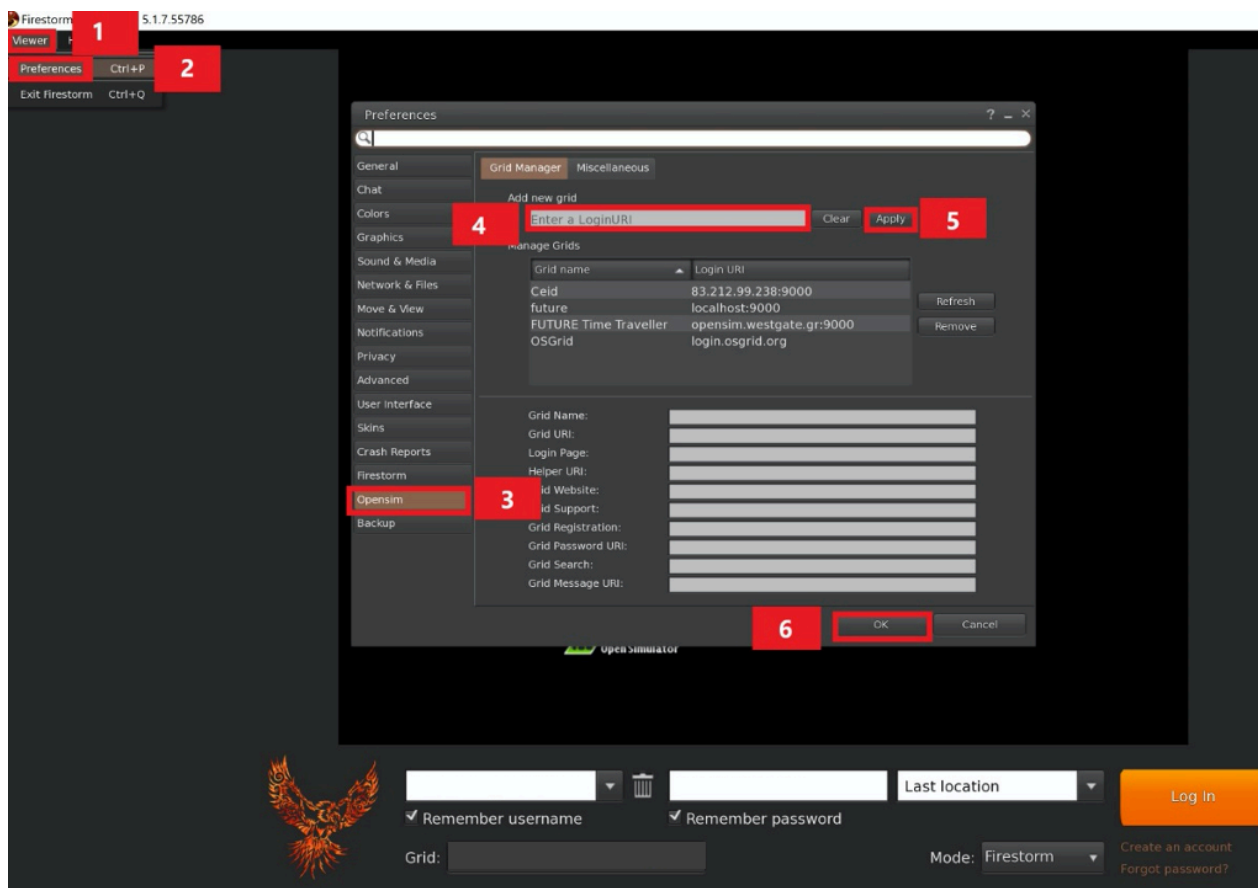 Firestorm 5.1.7.55786
Viewer
1
Preferences Ctrl+P
2
Exit Firestorm Ctrl+Q
Preferences
General
Chat
Colors
Graphics
Sound & Media
Network & Files
Move & View
Notifications
Privacy
Advanced
User Interface
Skins
Crash Reports
Firestorm
Opensim
Backup
3
Grid Manager Miscellaneous
Add new grid
4
Enter a LoginURI Clear Apply
5
Manage Grids
Grid name Login URI
Ceid 83.212.99.238:9000
future localhost:9000
FUTURE Time Traveller opensim.westgate.gr:9000
OSGrid login.osgrid.org
Refresh
Remove
Grid Name:
Grid URI:
Login Page:
Helper URI:
Grid Website:
Grid Support:
Grid Registration:
Grid Password URI:
Grid Search:
Grid Message URI:
6
OK Cancel
Open Simulator
Last location
Log In
Remember username Remember password
Grid: Mode: Firestorm
Create an account
Forgot password?